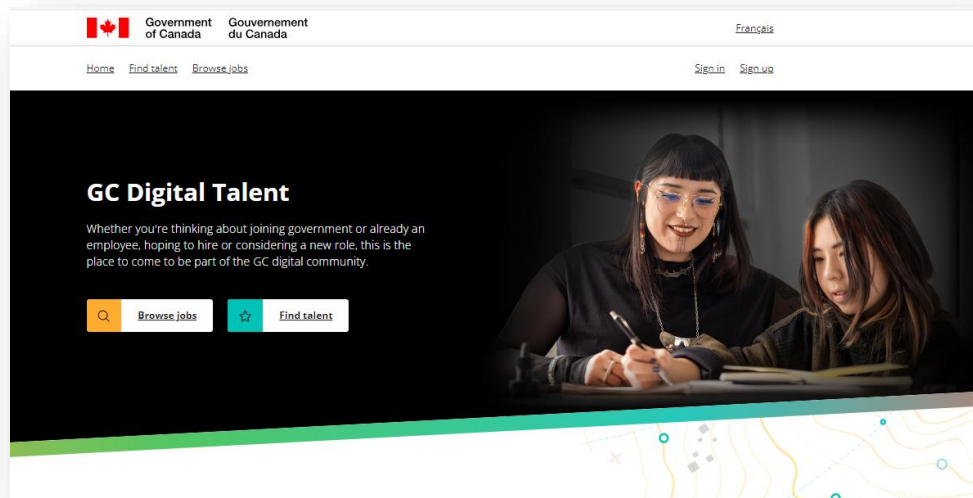 Government of Canada
Gouvernement du Canada
Français
Home Find talent Browse jobs
Sign in Sign up
GC Digital Talent
Whether you're thinking about joining government or already an
employee, hoping to hire or considering a new role, this is the
place to come to be part of the GC digital community.
Browse jobs
Find talent